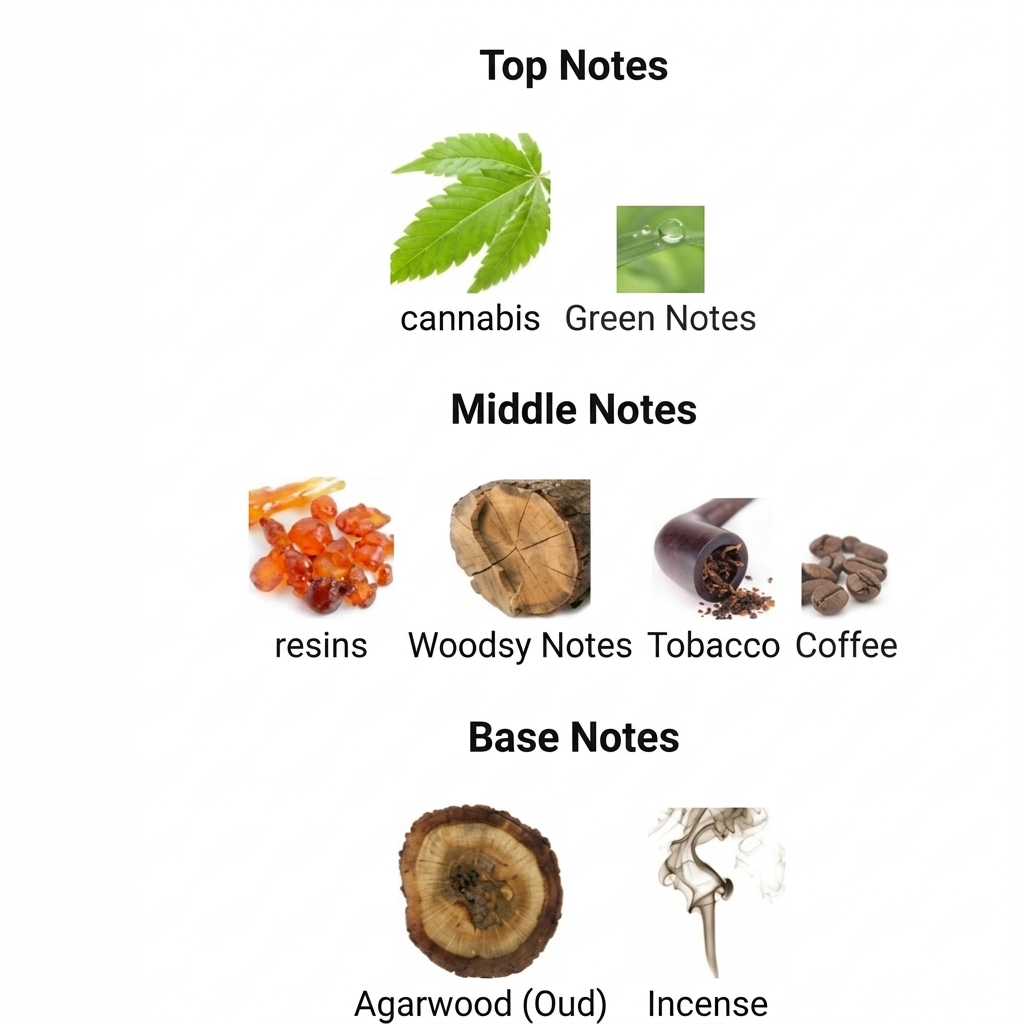 Top Notes
cannabis Green Notes
Middle Notes
resins Woodsy Notes Tobacco Coffee
Base Notes
Agarwood (Oud) Incense